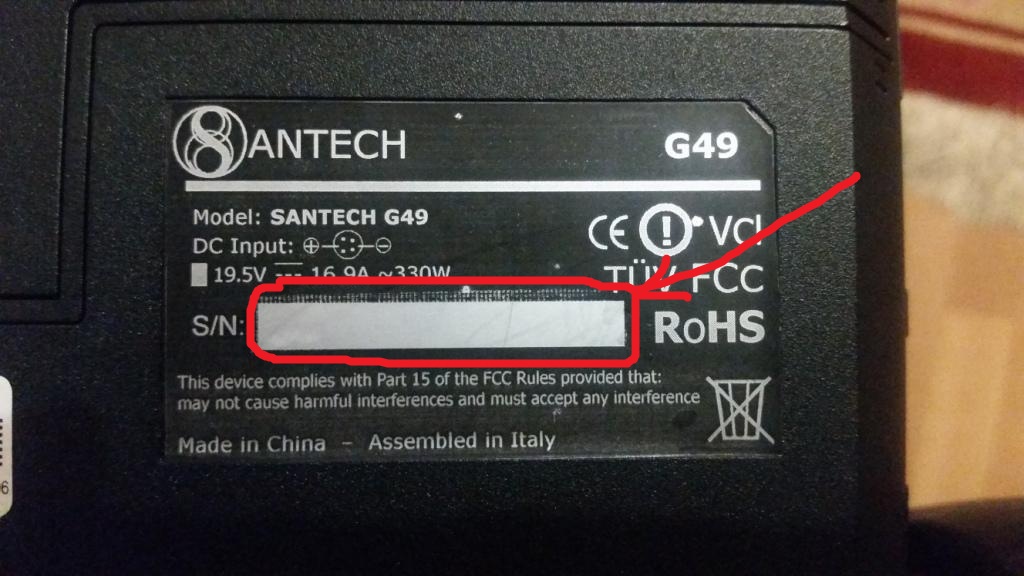 SANTECH G49
Model: SANTECH G49
DC Input:
19.5V 16.9A ~330W
S/N:
CE VCI
TÜV FCC
RoHS
This device complies with Part 15 of the FCC Rules provided that:
may not cause harmful interferences and must accept any interference
Made in China – Assembled in Italy
6